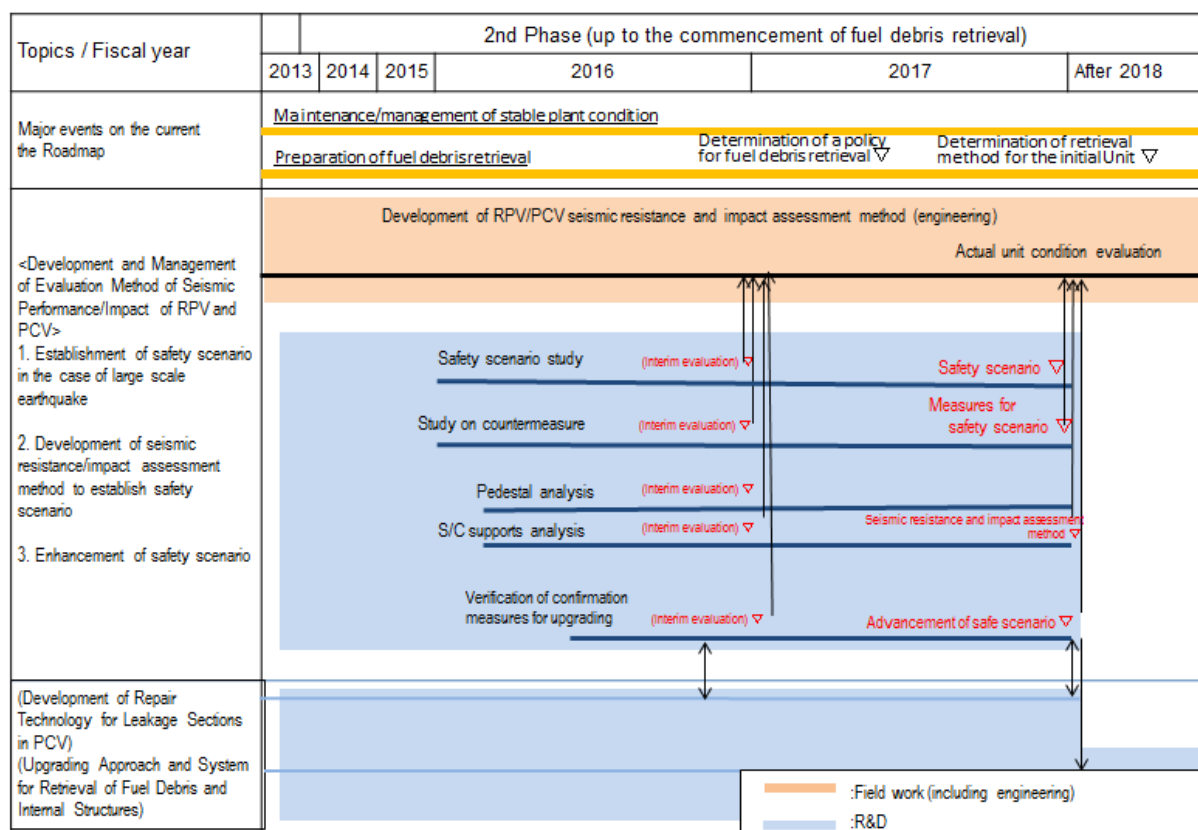 Topics / Fiscal year
2nd Phase (up to the commencement of fuel debris retrieval)
2013
2014
2015
2016
2017
After 2018
Major events on the current
the Roadmap
Maintenance/management of stable plant condition
Preparation of fuel debris retrieval
Determination of a policy
for fuel debris retrieval ▽
Determination of retrieval
method for the initial Unit ▽
<Development and Management
of Evaluation Method of Seismic
Performance/Impact of RPV and
PCV>
1. Establishment of safety scenario
in the case of large scale
earthquake
2. Development of seismic
resistance/impact assessment
method to establish safety
scenario
3. Enhancement of safety scenario
Development of RPV/PCV seismic resistance and impact assessment method (engineering)
Actual unit condition evaluation
Safety scenario study
(Interim evaluation) ▽
Safety scenario ▽
Study on countermeasure
(Interim evaluation) ▽
Measures for
safety scenario ▽
Pedestal analysis
(Interim evaluation) ▽
S/C supports analysis
(Interim evaluation) ▽
Seismic resistance and impact assessment
method ▽
Verification of confirmation
measures for upgrading
(Interim evaluation) ▽
Advancement of safe scenario ▽
(Development of Repair
Technology for Leakage Sections
in PCV)
(Upgrading Approach and System
for Retrieval of Fuel Debris and
Internal Structures)
:Field work (including engineering)
:R&D